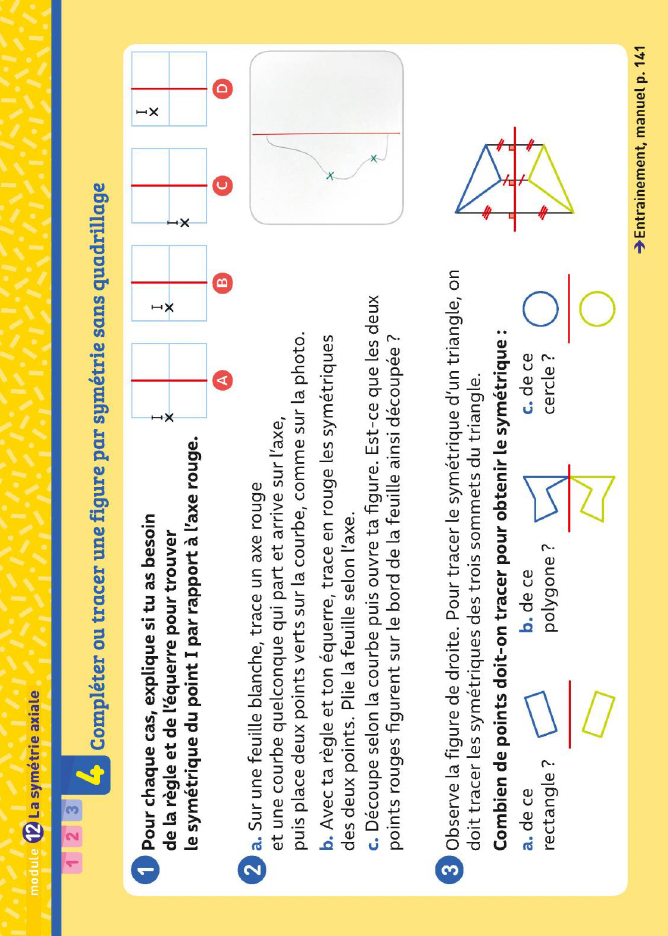 module 12 La symétrie axiale
1 2 3 4 Compléter ou tracer une figure par symétrie sans quadrillage
1 Pour chaque cas, explique si tu as besoin
de la règle et de l'équerre pour trouver
le symétrique du point I par rapport à l'axe rouge.
I I I I
A B C D
2 a. Sur une feuille blanche, trace un axe rouge
et une courbe quelconque qui part et arrive sur l'axe,
puis place deux points verts sur la courbe, comme sur la photo.
b. Avec ta règle et ton équerre, trace en rouge les symétriques
des deux points. Plie la feuille selon l'axe.
c. Découpe selon la courbe puis ouvre ta figure. Est-ce que les deux
points rouges figurent sur le bord de la feuille ainsi découpée ?
3 Observe la figure de droite. Pour tracer le symétrique d'un triangle, on
doit tracer les symétriques des trois sommets du triangle.
Combien de points doit-on tracer pour obtenir le symétrique :
a. de ce
rectangle ?
b. de ce
polygone ?
c. de ce
cercle ?
→ Entrainement, manuel p. 141